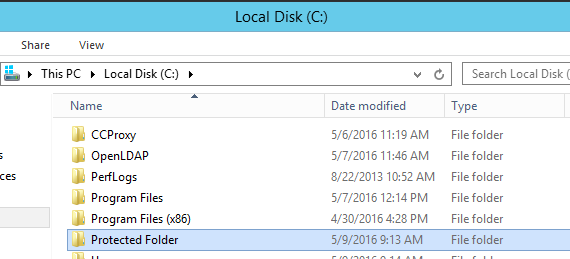 Local Disk (C:)
Share View
This PC Local Disk (C:) Search Local Disk (
Name Date modified Type
CCProxy 5/6/2016 11:19 AM File folder
OpenLDAP 5/7/2016 11:46 AM File folder
PerfLogs 8/22/2013 10:52 AM File folder
Program Files 5/7/2016 12:14 PM File folder
ces Program Files (x86) 4/30/2016 4:28 PM File folder
Protected Folder 5/9/2016 9:13 AM File folder